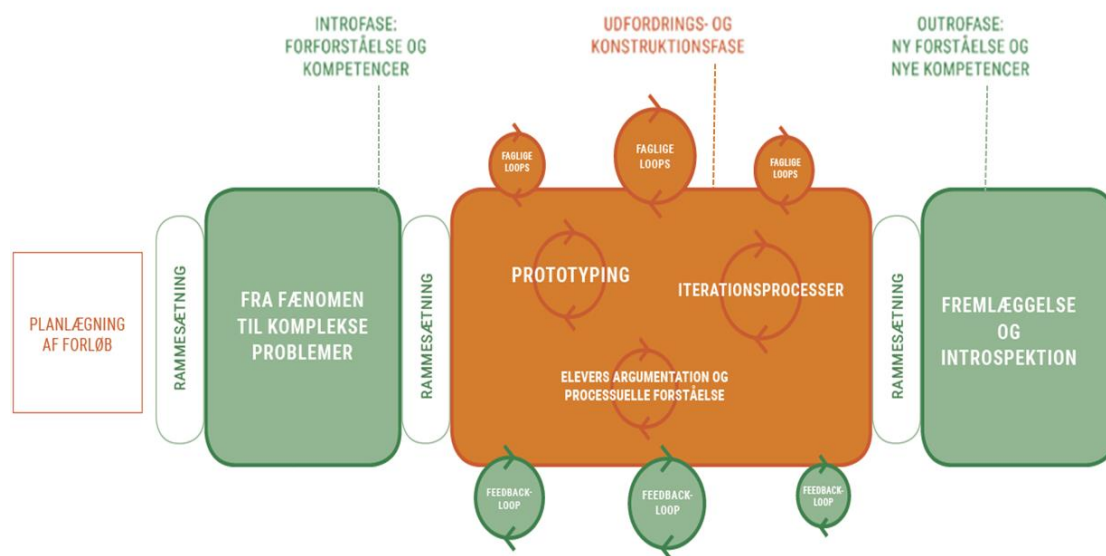 INTROFASE:
FORFORSTÅELSE OG
KOMPETENCER
UDFORDRINGS- OG
KONSTRUKTIONSFASE
OUTROFASE:
NY FORSTÅELSE OG
NYE KOMPETENCER
FAGLIGE
LOOPS
FAGLIGE
LOOPS
FAGLIGE
LOOPS
PLANLÆGNING
AF FORLØB
RAMMESÆTNING
FRA FÆNOMEN
TIL KOMPLEKSE
PROBLEMER
RAMMESÆTNING
PROTOTYPING
ITERATIONSPROCESSER
ELEVERS ARGUMENTATION OG
PROCESSUELLE FORSTÅELSE
RAMMESÆTNING
FREMLÆGGELSE
OG
INTROSPEKTION
FEEDBACK-
LOOP
FEEDBACK-
LOOP
FEEDBACK-
LOOP